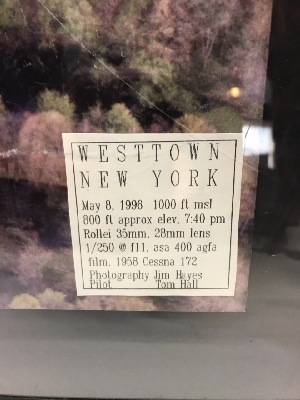 WESTTOWN
NEW YORK
May 8, 1998 1000 ft msl
800 ft approx elev, 7:40 pm
Rollei 35mm, 28mm lens
1/250 @ f11, asa 400 agfa
film, 1958 Cessna 172
Photography Jim Hayes
Pilot Tom Hall